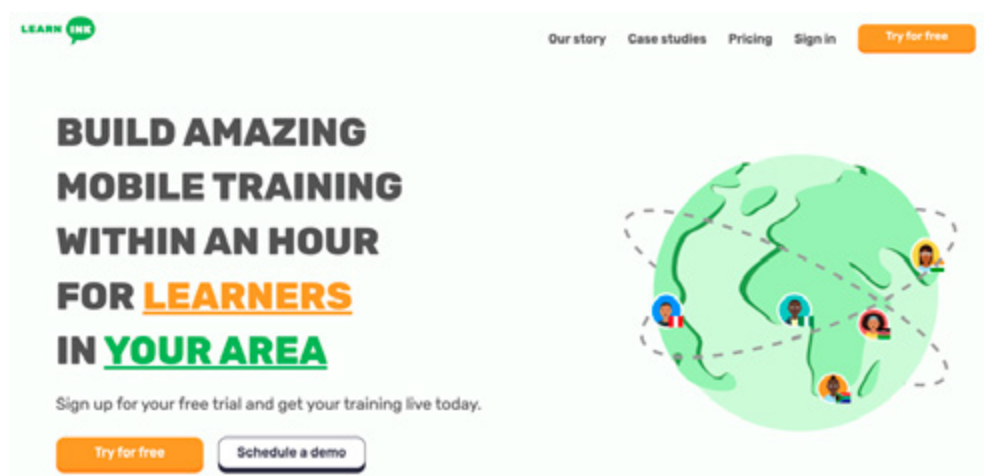 LEARN INK
Our story Case studies Pricing Sign in Try for free
BUILD AMAZING
MOBILE TRAINING
WITHIN AN HOUR
FOR LEARNERS
IN YOUR AREA
Sign up for your free trial and get your training live today.
Try for free Schedule a demo